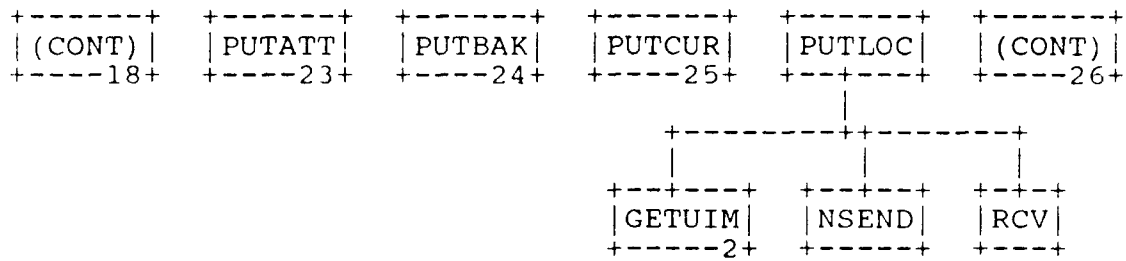 +------+ +------+ +------+ +------+ +------+ +------+
|(CONT)| |PUTATT| |PUTBAK| |PUTCUR| |PUTLOC| |(CONT)|
+----18+ +----23+ +----24+ +----25+ +--+---+ +----26+
|
+---------++--------+
| | |
+--+---+ +--+--+ +-+-+
|GETUIM| |NSEND| |RCV|
+-----2+ +-----+ +---+